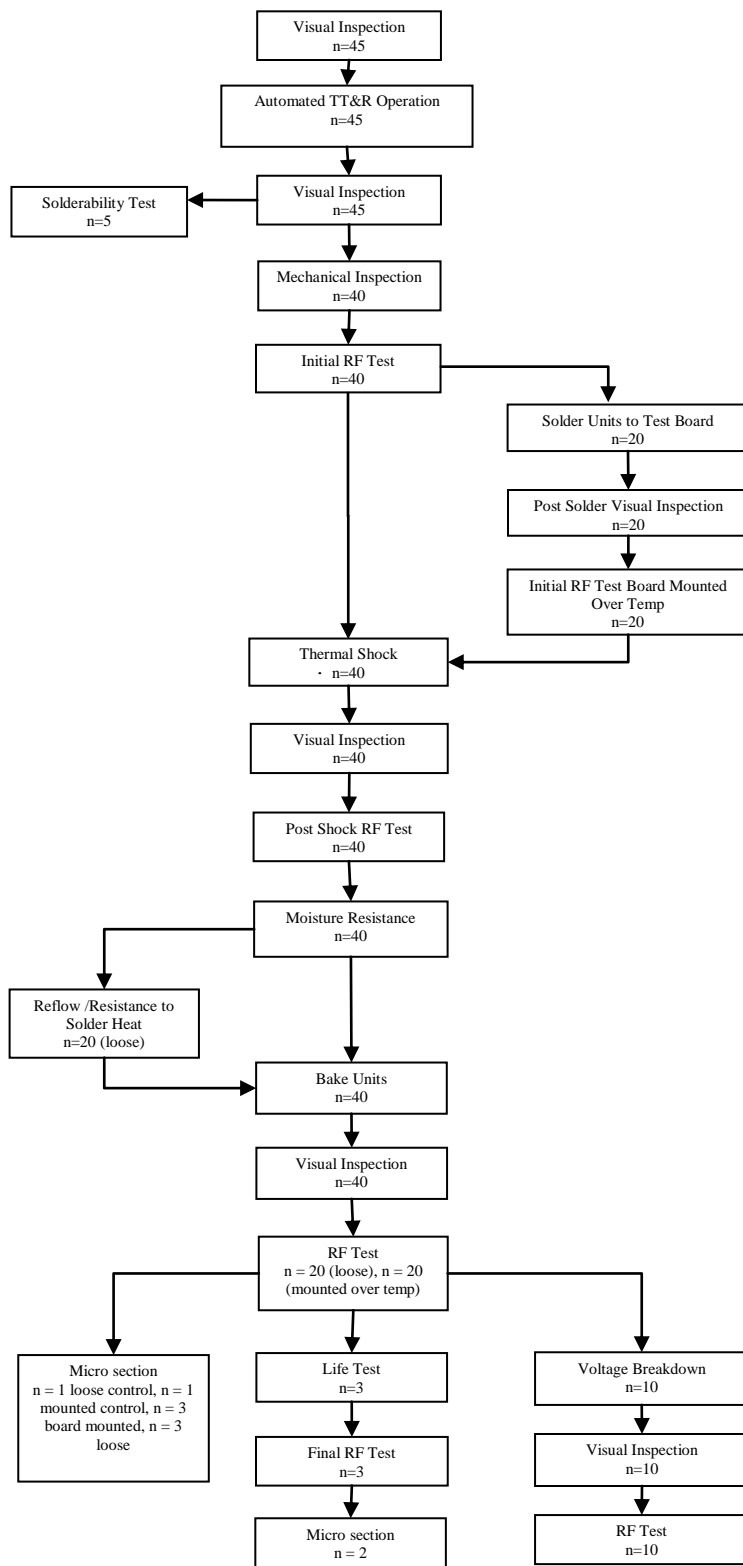 Visual Inspection
n=45
Automated TT&R Operation
n=45
Visual Inspection
n=45
Solderability Test
n=5
Mechanical Inspection
n=40
Initial RF Test
n=40
Solder Units to Test Board
n=20
Post Solder Visual Inspection
n=20
Initial RF Test Board Mounted
Over Temp
n=20
Thermal Shock
· n=40
Visual Inspection
n=40
Post Shock RF Test
n=40
Moisture Resistance
n=40
Reflow /Resistance to
Solder Heat
n=20 (loose)
Bake Units
n=40
Visual Inspection
n=40
RF Test
n = 20 (loose), n = 20
(mounted over temp)
Micro section
n = 1 loose control, n = 1
mounted control, n = 3
board mounted, n = 3
loose
Life Test
n=3
Final RF Test
n=3
Micro section
n = 2
Voltage Breakdown
n=10
Visual Inspection
n=10
RF Test
n=10